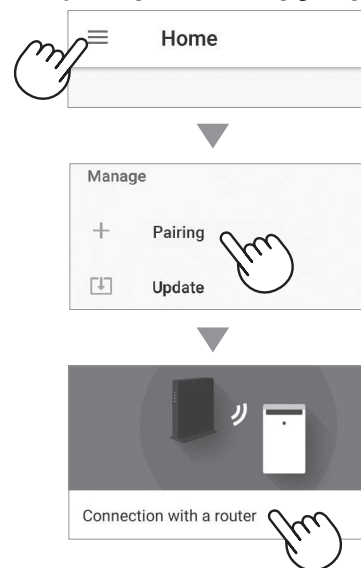 Home
Manage
Pairing
Update
Connection with a router